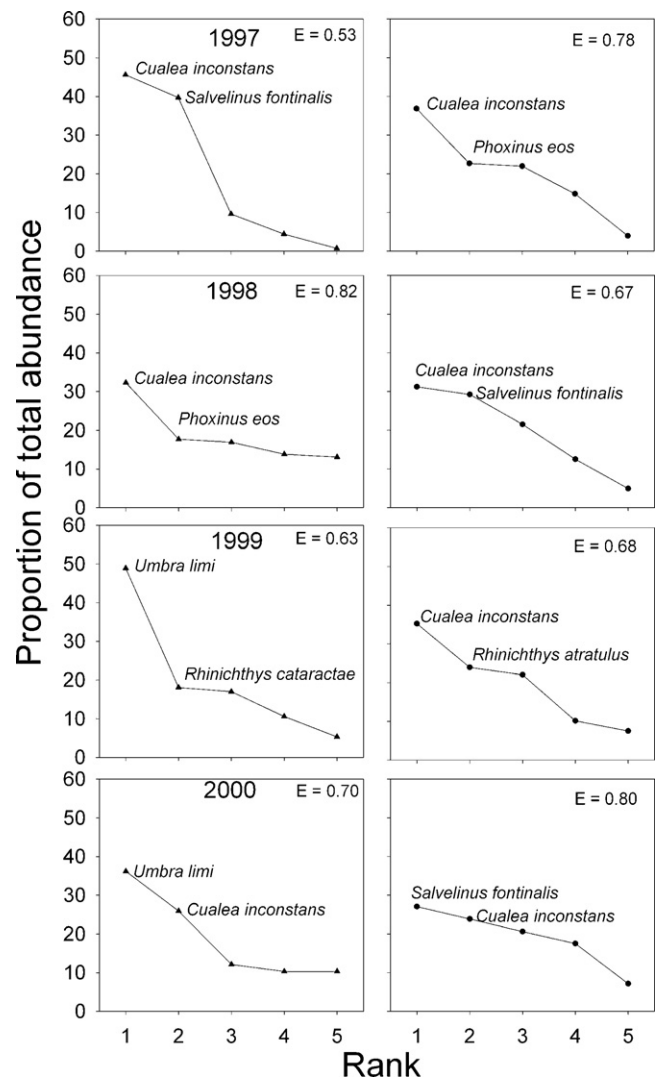 Proportion of total abundance
60
50
40
30
20
10
0
1997
E = 0.53
Cualea inconstans
Salvelinus fontinalis
E = 0.78
Cualea inconstans
Phoxinus eos
60
50
40
30
20
10
0
1998
E = 0.82
Cualea inconstans
Phoxinus eos
E = 0.67
Cualea inconstans
Salvelinus fontinalis
60
50
40
30
20
10
0
1999
E = 0.63
Umbra limi
Rhinichthys cataractae
E = 0.68
Cualea inconstans
Rhinichthys atratulus
60
50
40
30
20
10
0
2000
E = 0.70
Umbra limi
Cualea inconstans
E = 0.80
Salvelinus fontinalis
Cualea inconstans
1 2 3 4 5
1 2 3 4 5
Rank